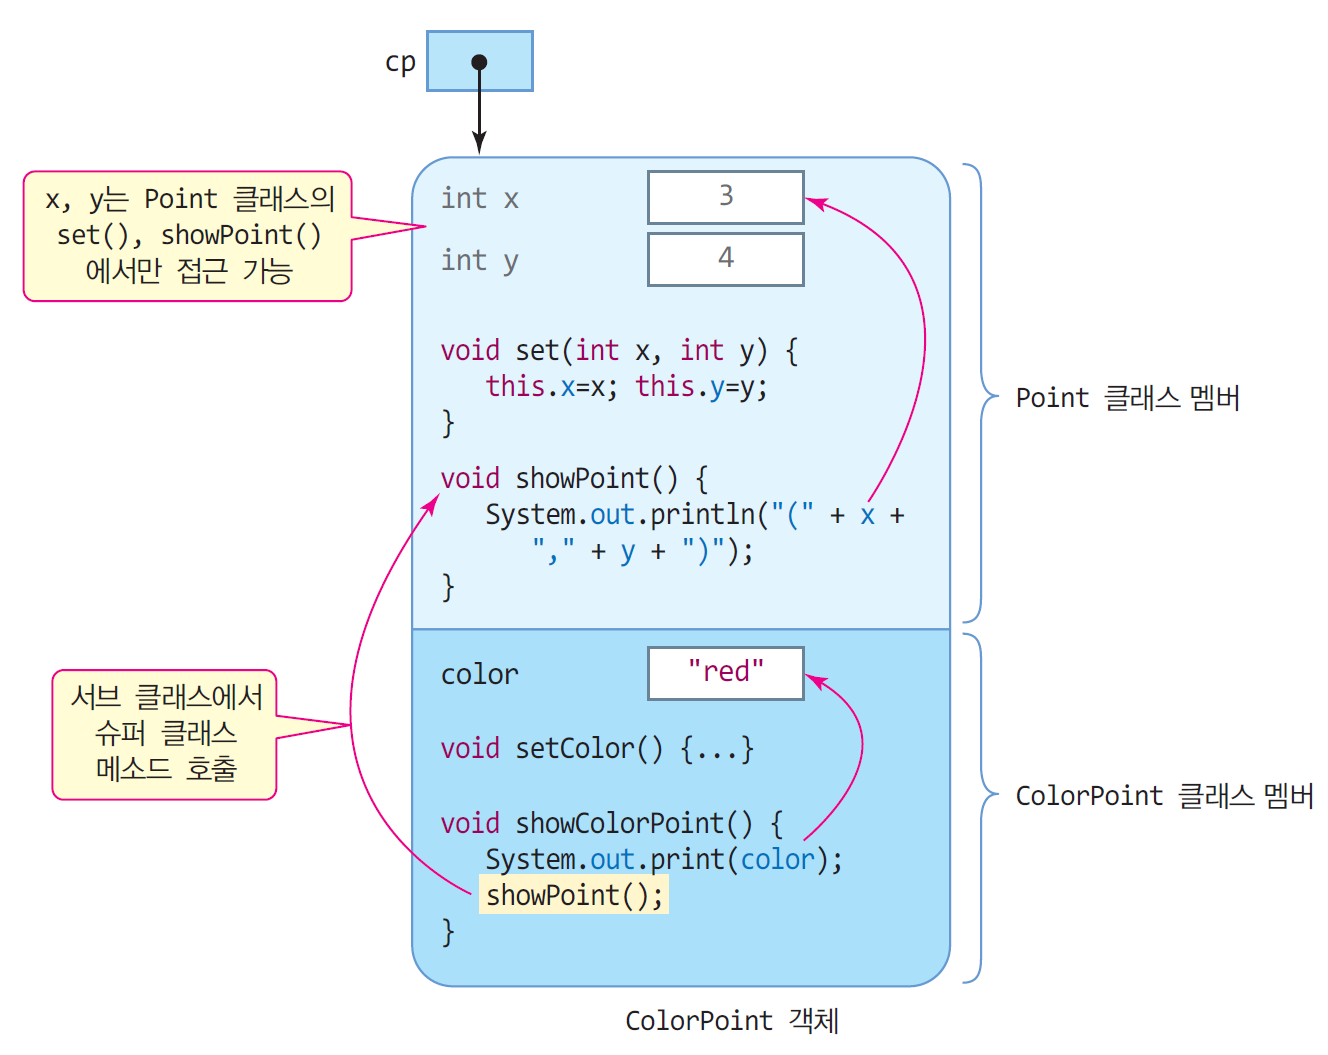 cp
x, y는 Point 클래스의
set(), showPoint()
에서만 접근 가능
int x
3
int y
4
void set(int x, int y) {
this.x=x; this.y=y;
}
void showPoint() {
System.out.println("(" + x +
"," + y + ")");
}
Point 클래스 멤버
서브 클래스에서
슈퍼 클래스
메소드 호출
color
"red"
void setColor() {...}
void showColorPoint() {
System.out.print(color);
showPoint();
}
ColorPoint 클래스 멤버
ColorPoint 객체